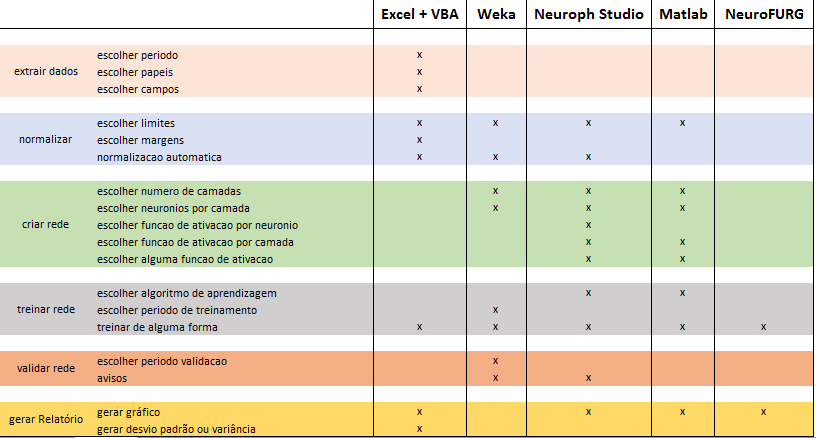 Excel + VBA Weka Neuroph Studio Matlab NeuroFURG
extrair dados
escolher periodo x
escolher papeis x
escolher campos x
normalizar
escolher limites x x x x
escolher margens x
normalizacao automatica x x x
criar rede
escolher numero de camadas x x x
escolher neuronios por camada x x x
escolher funcao de ativacao por neuronio x
escolher funcao de ativacao por camada x x
escolher alguma funcao de ativacao x x
treinar rede
escolher algoritmo de aprendizagem x x
escolher periodo de treinamento x
treinar de alguma forma x x x x x
validar rede
escolher periodo validacao x
avisos x x
gerar Relatório
gerar gráfico x x x x
gerar desvio padrão ou variância x